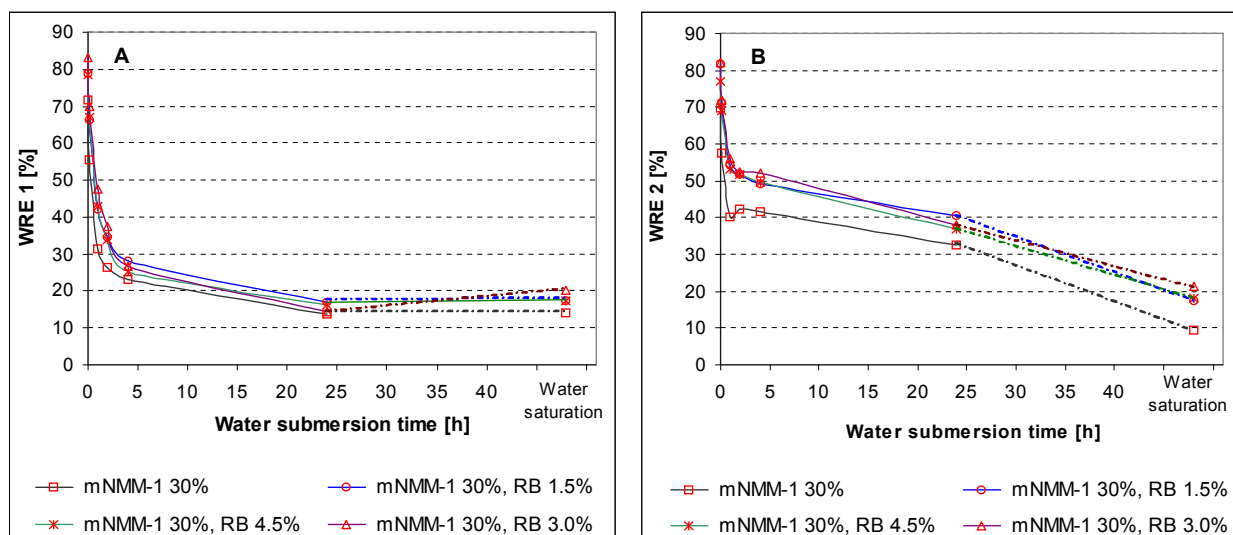 A
WRE 1 [%]
90
80
70
60
50
40
30
20
10
0
0 5 10 15 20 25 30 35 40 Water
saturation
Water submersion time [h]
mNMM-1 30%
mNMM-1 30%, RB 1.5%
mNMM-1 30%, RB 4.5%
mNMM-1 30%, RB 3.0%
B
WRE 2 [%]
90
80
70
60
50
40
30
20
10
0
0 5 10 15 20 25 30 35 40 Water
saturation
Water submersion time [h]
mNMM-1 30%
mNMM-1 30%, RB 1.5%
mNMM-1 30%, RB 4.5%
mNMM-1 30%, RB 3.0%